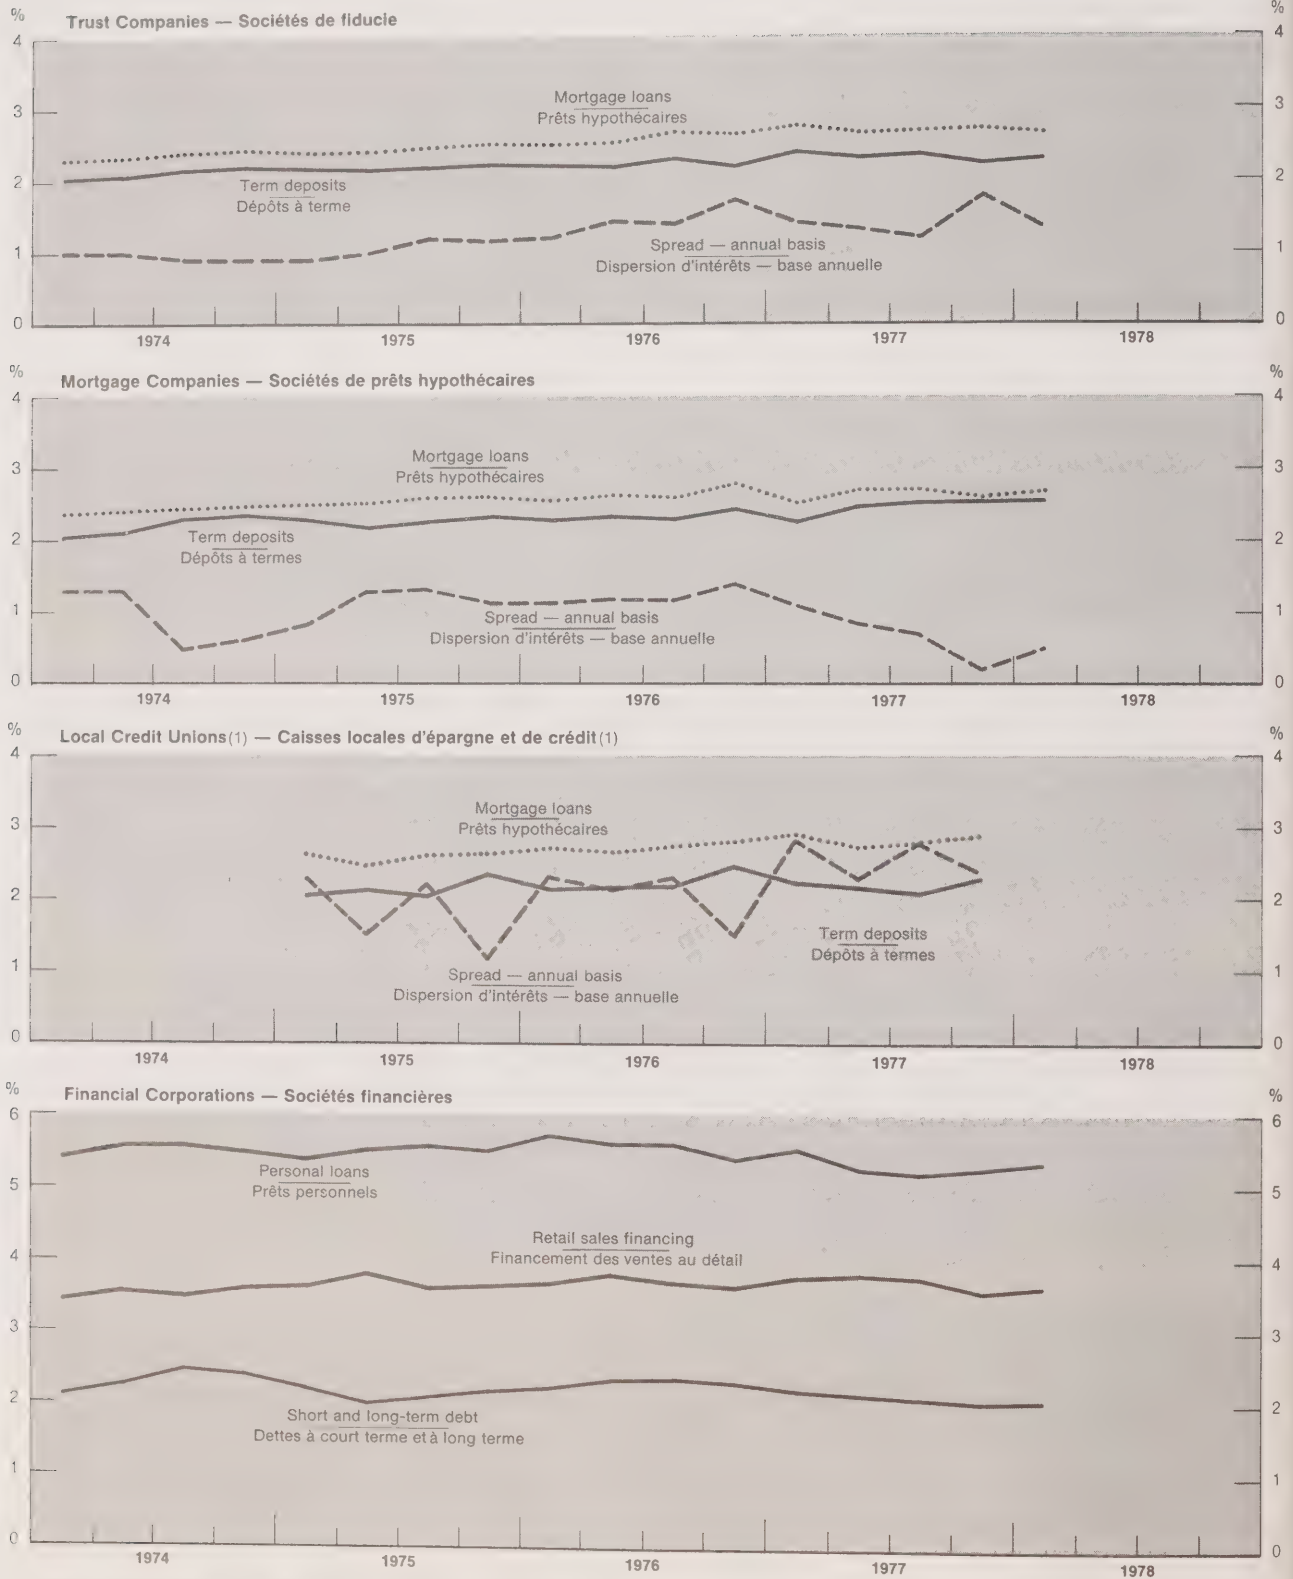 Trust Companies — Sociétés de fiducie
% %
4 4
Mortgage loans
Prêts hypothécaires
3 3
Term deposits
Dépôts à terme
2 2
Spread — annual basis
Dispersion d'intérêts — base annuelle
1 1
0 0
1974 1975 1976 1977 1978
Mortgage Companies — Sociétés de prêts hypothécaires
% %
4 4
Mortgage loans
Prêts hypothécaires
3 3
Term deposits
Dépôts à termes
2 2
Spread — annual basis
Dispersion d'intérêts — base annuelle
1 1
0 0
1974 1975 1976 1977 1978
Local Credit Unions(1) — Caisses locales d'épargne et de crédit(1)
% %
4 4
Mortgage loans
Prêts hypothécaires
3 3
2 2
Term deposits
Dépôts à termes
Spread — annual basis
Dispersion d'intérêts — base annuelle
1 1
0 0
1974 1975 1976 1977 1978
Financial Corporations — Sociétés financières
% %
6 6
Personal loans
Prêts personnels
5 5
Retail sales financing
Financement des ventes au détail
4 4
3 3
2 2
Short and long-term debt
Dettes à court terme et à long terme
1 1
0 0
1974 1975 1976 1977 1978